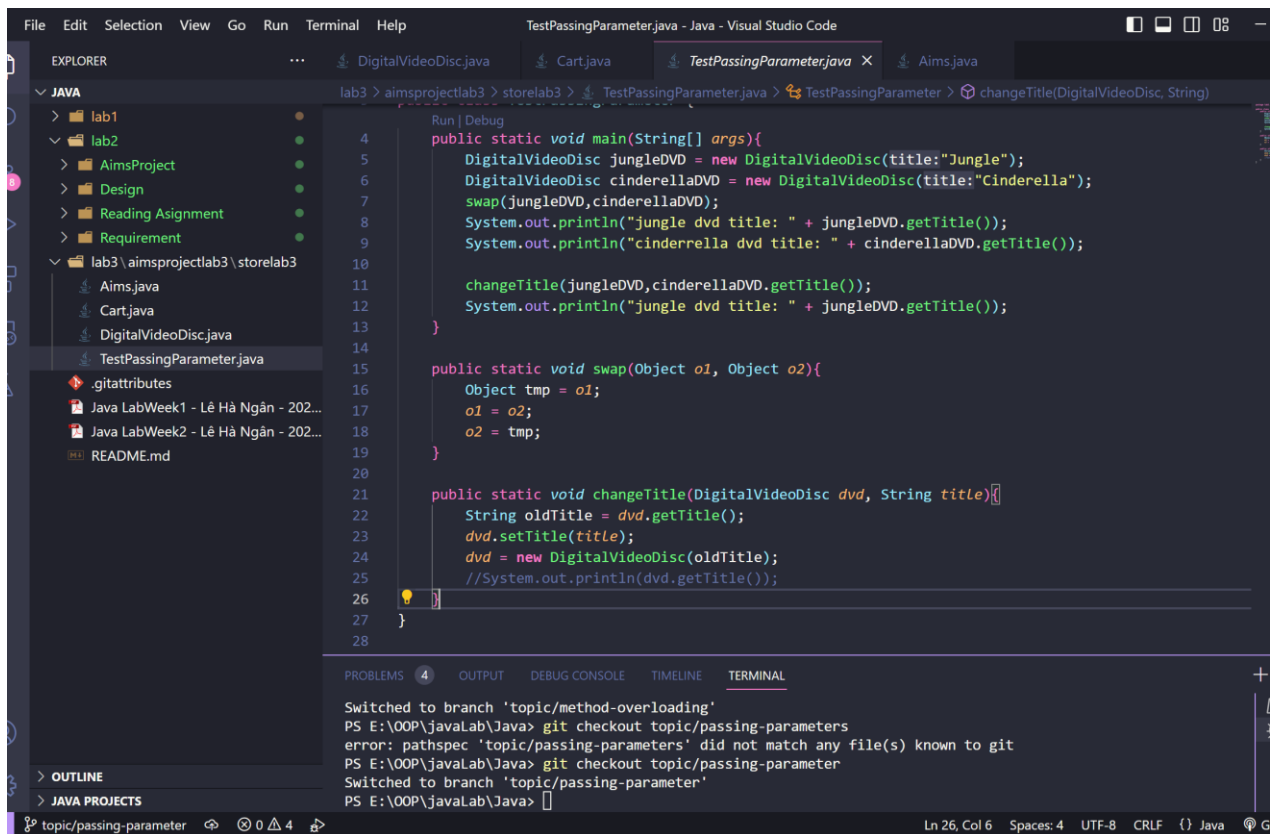 File Edit Selection View Go Run Terminal Help TestPassingParameter.java - Java - Visual Studio Code
EXPLORER ...
JAVA
lab1
lab2
AimsProject
Design
Reading Asignment
Requirement
lab3\aimsprojectlab3\storelab3
Aims.java
Cart.java
DigitalVideoDisc.java
TestPassingParameter.java
.gitattributes
Java LabWeek1 - Lê Hà Ngân - 202...
Java LabWeek2 - Lê Hà Ngân - 202...
README.md
OUTLINE
JAVA PROJECTS
DigitalVideoDisc.java Cart.java TestPassingParameter.java Aims.java
lab3 > aimsprojectlab3 > storelab3 > TestPassingParameter.java > TestPassingParameter > changeTitle(DigitalVideoDisc, String)
Run | Debug
4 public static void main(String[] args){
5 DigitalVideoDisc jungleDVD = new DigitalVideoDisc(title:"Jungle");
6 DigitalVideoDisc cinderellaDVD = new DigitalVideoDisc(title:"Cinderella");
7 swap(jungleDVD,cinderellaDVD);
8 System.out.println("jungle dvd title: " + jungleDVD.getTitle());
9 System.out.println("cinderrella dvd title: " + cinderellaDVD.getTitle());
10
11 changeTitle(jungleDVD,cinderellaDVD.getTitle());
12 System.out.println("jungle dvd title: " + jungleDVD.getTitle());
13 }
14
15 public static void swap(Object o1, Object o2){
16 Object tmp = o1;
17 o1 = o2;
18 o2 = tmp;
19 }
20
21 public static void changeTitle(DigitalVideoDisc dvd, String title){
22 String oldTitle = dvd.getTitle();
23 dvd.setTitle(title);
24 dvd = new DigitalVideoDisc(oldTitle);
25 //System.out.println(dvd.getTitle());
26 }
27 }
28
PROBLEMS 4 OUTPUT DEBUG CONSOLE TIMELINE TERMINAL
Switched to branch 'topic/method-overloading'
PS E:\OOP\javaLab\Java> git checkout topic/passing-parameters
error: pathspec 'topic/passing-parameters' did not match any file(s) known to git
PS E:\OOP\javaLab\Java> git checkout topic/passing-parameter
Switched to branch 'topic/passing-parameter'
PS E:\OOP\javaLab\Java>
topic/passing-parameter 0 4 Ln 26, Col 6 Spaces: 4 UTF-8 CRLF {} Java